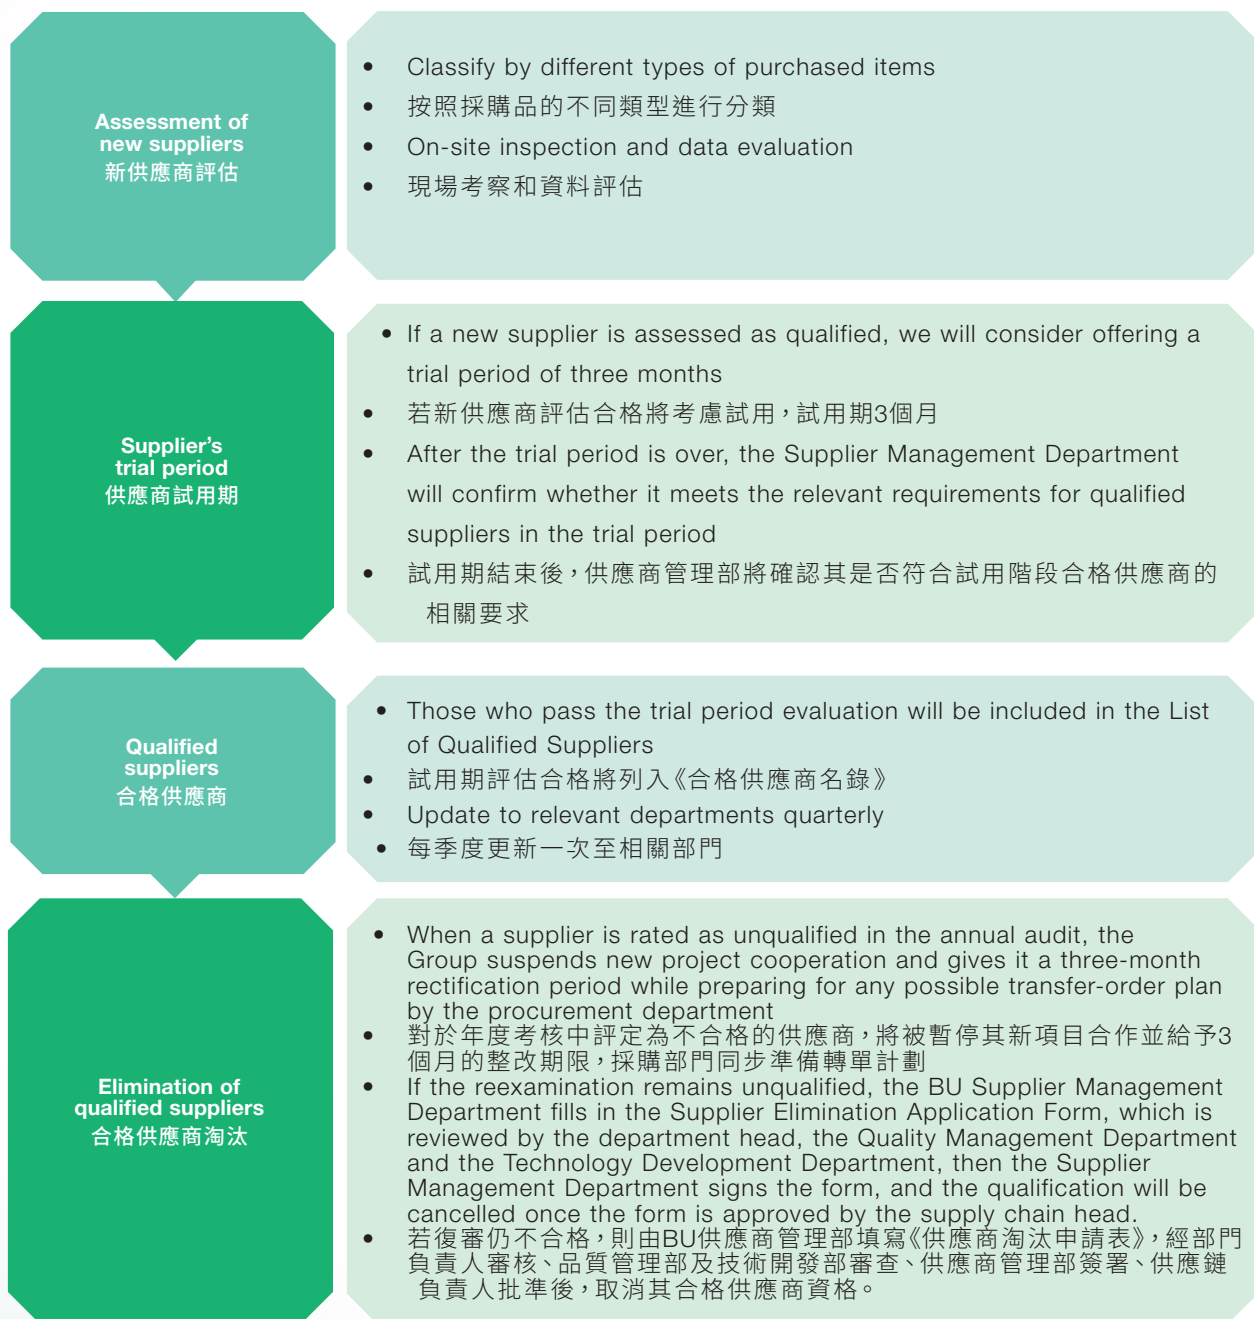 Assessment of
new suppliers
新供應商評估
• Classify by different types of purchased items
• 按照採購品的不同類型進行分類
• On-site inspection and data evaluation
• 現場考察和資料評估
Supplier’s
trial period
供應商試用期
• If a new supplier is assessed as qualified, we will consider offering a
trial period of three months
• 若新供應商評估合格將考慮試用，試用期3個月
• After the trial period is over, the Supplier Management Department
will confirm whether it meets the relevant requirements for qualified
suppliers in the trial period
• 試用期結束後，供應商管理部將確認其是否符合試用階段合格供應商的
相關要求
Qualified
suppliers
合格供應商
• Those who pass the trial period evaluation will be included in the List
of Qualified Suppliers
• 試用期評估合格將列入《合格供應商名錄》
• Update to relevant departments quarterly
• 每季度更新一次至相關部門
Elimination of
qualified suppliers
合格供應商淘汰
• When a supplier is rated as unqualified in the annual audit, the
Group suspends new project cooperation and gives it a three-month
rectification period while preparing for any possible transfer-order plan
by the procurement department
• 對於年度考核中評定為不合格的供應商，將被暫停其新項目合作並給予3
個月的整改期限，採購部門同步準備轉單計劃
• If the reexamination remains unqualified, the BU Supplier Management
Department fills in the Supplier Elimination Application Form, which is
reviewed by the department head, the Quality Management Department
and the Technology Development Department, then the Supplier
Management Department signs the form, and the qualification will be
cancelled once the form is approved by the supply chain head.
• 若復審仍不合格，則由BU供應商管理部填寫《供應商淘汰申請表》，經部門
負責人審核、品質管理部及技術開發部審查、供應商管理部簽署、供應鏈
負責人批準後，取消其合格供應商資格。